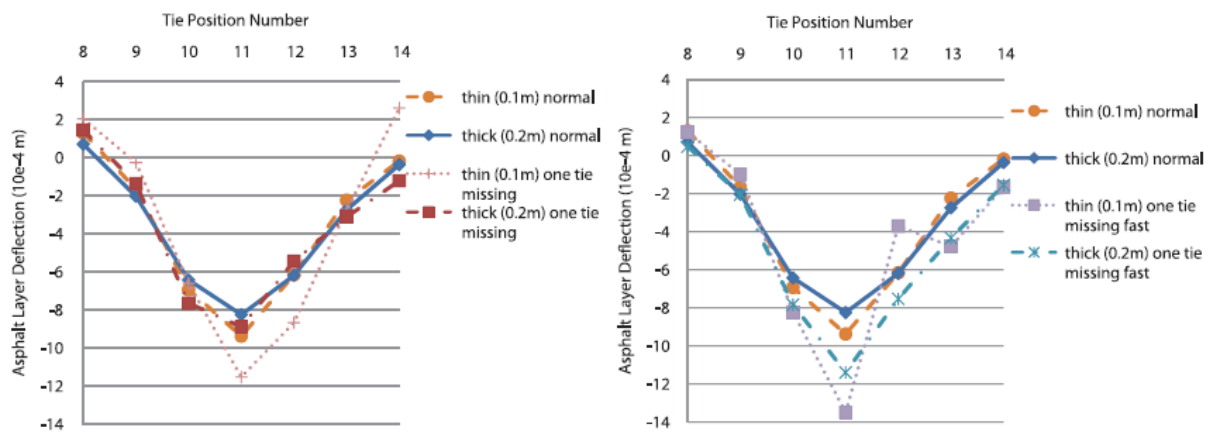 Tie Position Number
8 9 10 11 12 13 14
Asphalt Layer Deflection (10e-4 m)
4
2
0
-2
-4
-6
-8
-10
-12
-14
thin (0.1m) normal
thick (0.2m) normal
thin (0.1m) one tie
missing
thick (0.2m) one tie
missing
Tie Position Number
8 9 10 11 12 13 14
Asphalt Layer Deflection (10e-4 m)
4
2
0
-2
-4
-6
-8
-10
-12
-14
thin (0.1m) normal
thick (0.2m) normal
thin (0.1m) one tie
missing fast
thick (0.2m) one tie
missing fast